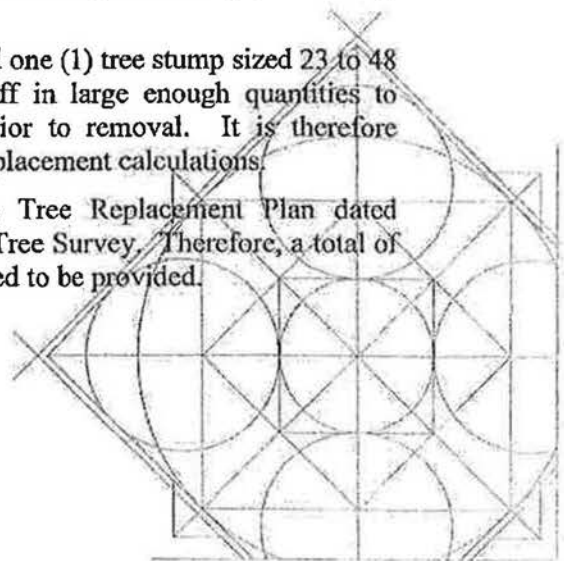 one (1) tree stump sized 23 to 48
ff in large enough quantities to
ior to removal. It is therefore
placement calculations.
Tree Replacement Plan dated
Tree Survey. Therefore, a total of
ed to be provided.